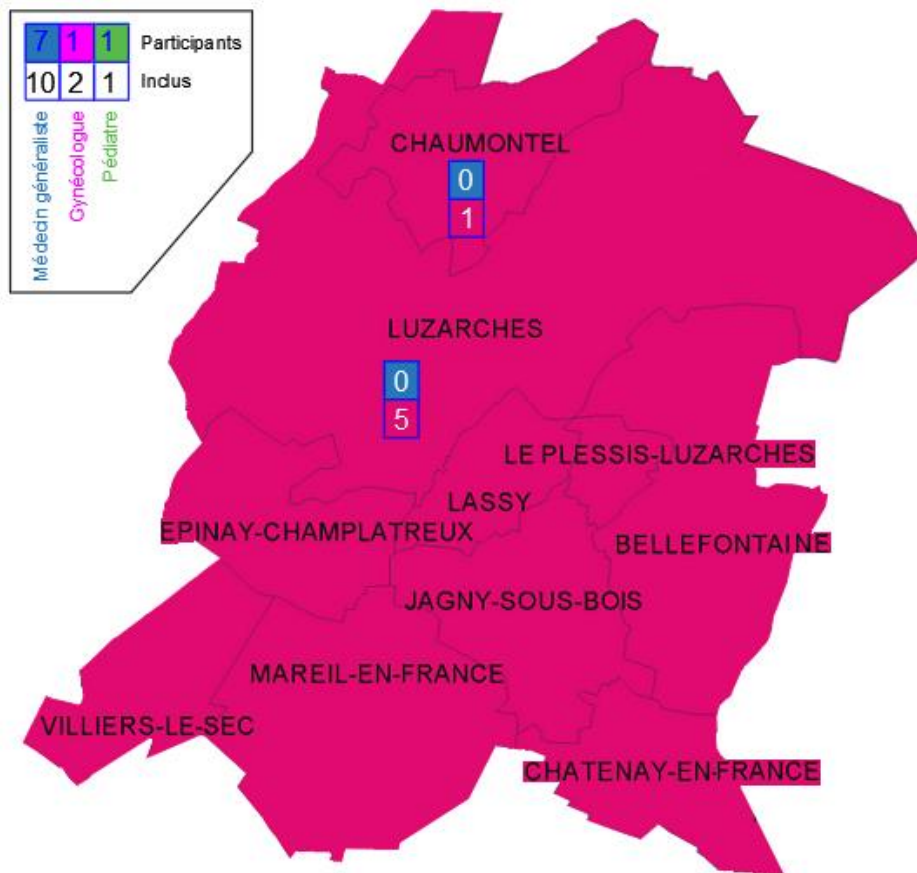 7 1 1 Participants
10 2 1 Inclus
Médecin généraliste
Gynécologue
Pédiatre
CHAUMONTEL
0
1
LUZARCHES
0
5
LE PLESSIS-LUZARCHES
LASSY
EPINAY-CHAMPLATREUX
BELLEFONTAINE
JAGNY-SOUS-BOIS
MAREIL-EN-FRANCE
VILLIERS-LE-SEC
CHATENAY-EN-FRANCE